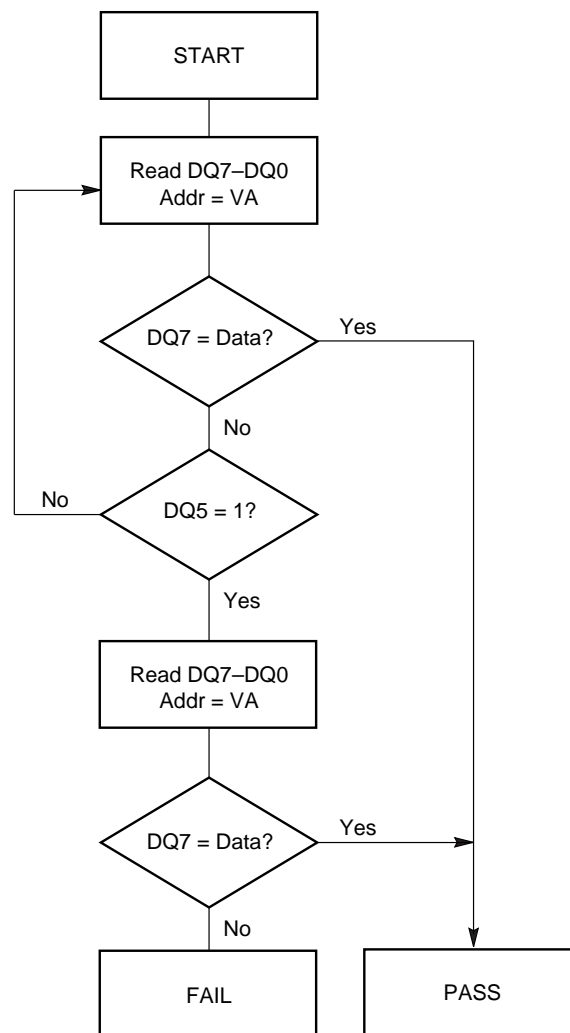 START
Read DQ7–DQ0
Addr = VA
DQ7 = Data?
Yes
No
No
DQ5 = 1?
Yes
Read DQ7–DQ0
Addr = VA
DQ7 = Data?
Yes
No
FAIL
PASS